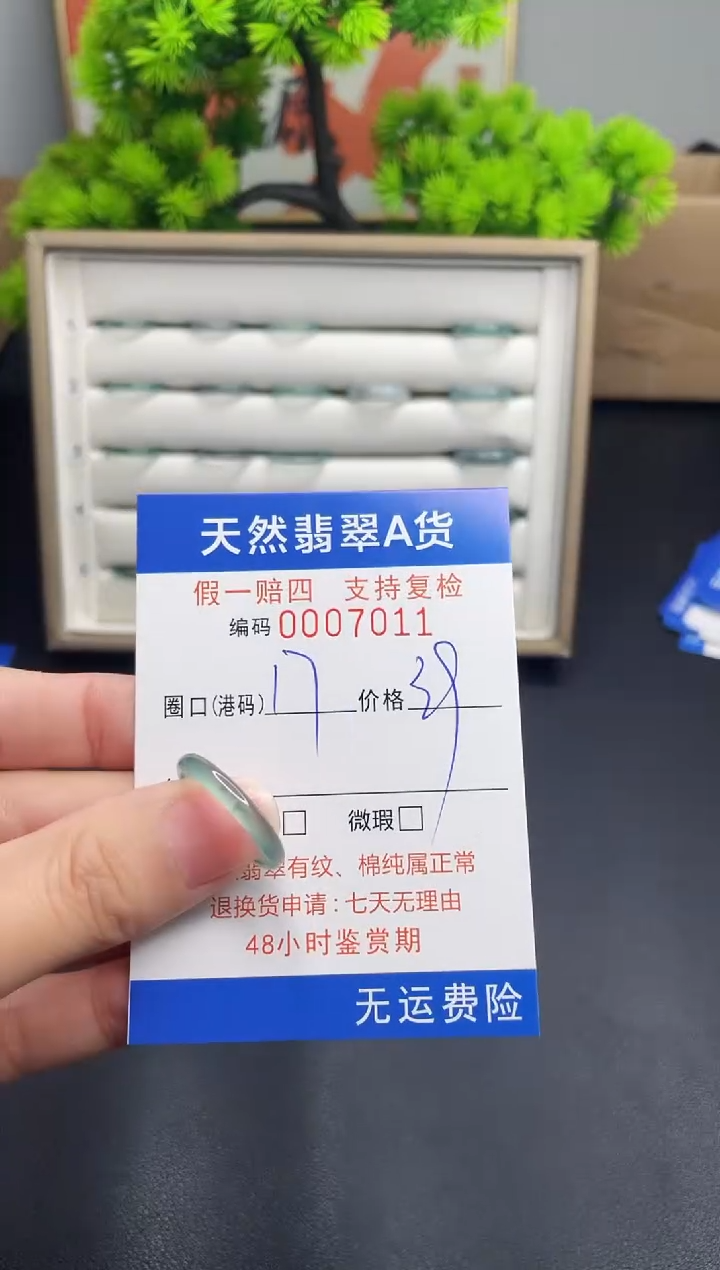 天然翡翠A货
假一赔四 支持复检
编码 0007011
圈口(港码) 17 价格 39
□ 微瑕□
翡翠有纹、棉纯属正常
退换货申请:七天无理由
48小时鉴赏期
无运费险